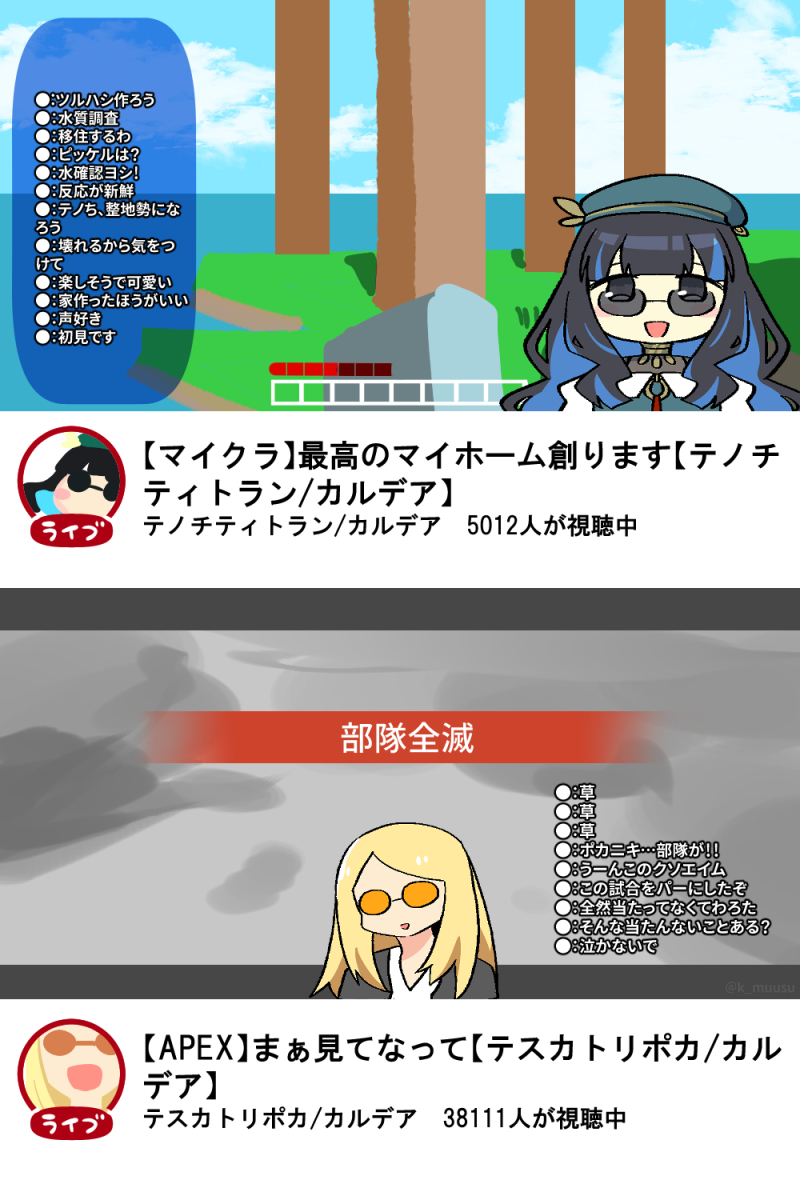 ●:ツルハシ作ろう
●:水質調査
●:移住するわ
●:ピッケルは?
●:水確認ヨシ!
●:反応が新鮮
●:テノち、整地勢にな
ろう
●:壊れるから気をつ
けて
●:楽しそうで可愛い
●:家作ったほうがいい
●:声好き
●:初見です
【マイクラ】最高のマイホーム創ります【テノチ
ティトラン/カルデア】
テノチティトラン/カルデア 5012人が視聴中
ライブ
部隊全滅
●:草
●:草
●:草
●:ポカニキ…部隊が!!
●:うーんこのクソエイム
●:この試合をパーにしたぞ
●:全然当たってなくてわろた
●:そんな当たんないことある?
●:泣かないで
@k_muusu
【APEX】まぁ見てなって【テスカトリポカ/カル
デア】
テスカトリポカ/カルデア 38111人が視聴中
ライブ